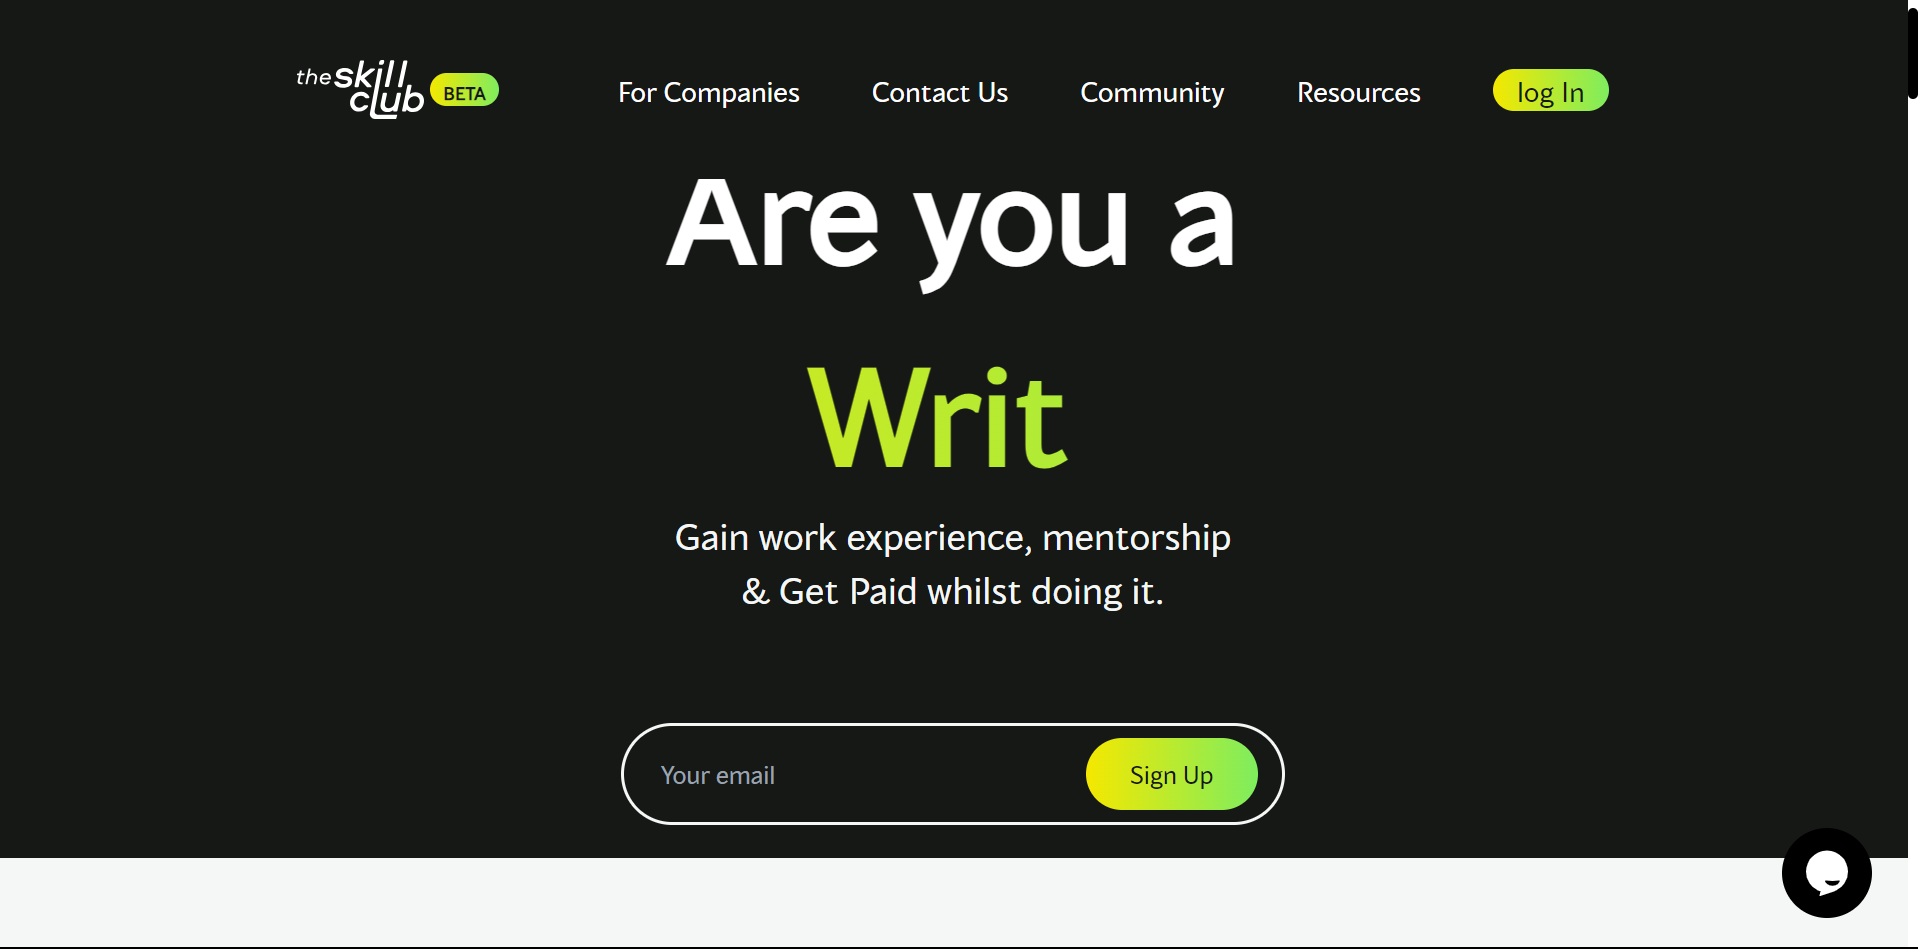 the skill
club
BETA
For Companies
Contact Us
Community
Resources
log In
Are you a
Writ
Gain work experience, mentorship
& Get Paid whilst doing it.
Your email
Sign Up